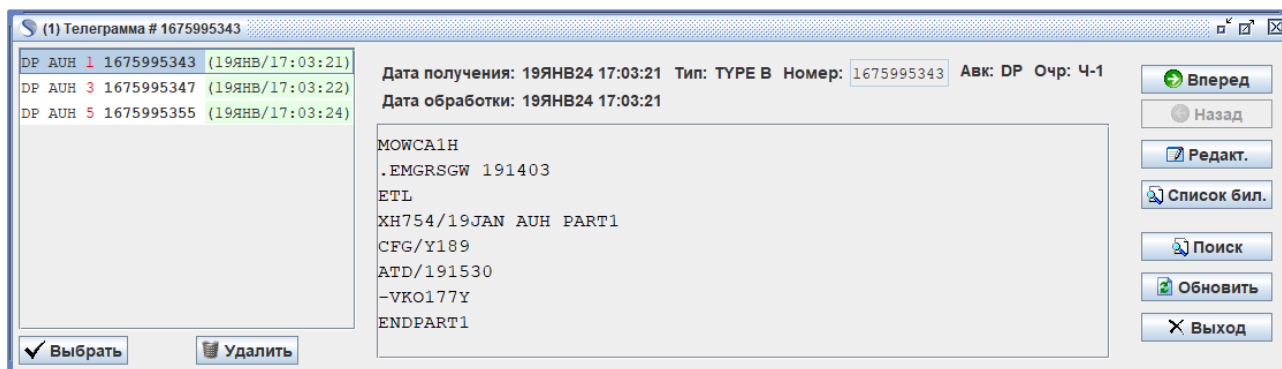 (1) Телеграмма # 1675995343
DP AUH 1 1675995343 (19ЯНВ/17:03:21)
DP AUH 3 1675995347 (19ЯНВ/17:03:22)
DP AUH 5 1675995355 (19ЯНВ/17:03:24)
Выбрать
Удалить
Дата получения: 19ЯНВ24 17:03:21 Тип: TYPE B Номер: 1675995343 Авк: DP Очр: Ч-1
Дата обработки: 19ЯНВ24 17:03:21
MOWCA1H
.EMGRSGW 191403
ETL
XH754/19JAN AUH PART1
CFG/Y189
ATD/191530
-VKO177Y
ENDPART1
Вперед
Назад
Редакт.
Список бил.
Поиск
Обновить
Выход